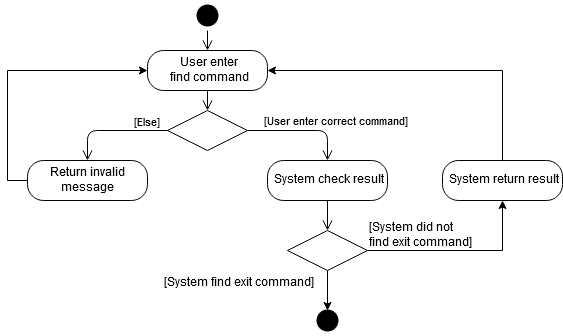 User enter
find command
[Else]
[User enter correct command]
Return invalid
message
System check result
System return result
[System did not
find exit command]
[System find exit command]